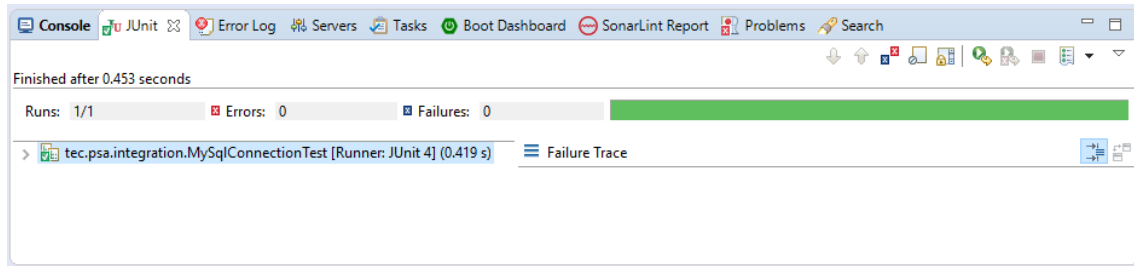 Console JUnit Error Log Servers Tasks Boot Dashboard SonarLint Report Problems Search
Finished after 0.453 seconds
Runs: 1/1 Errors: 0 Failures: 0
tec.psa.integration.MySqlConnectionTest [Runner: JUnit 4] (0.419 s) Failure Trace